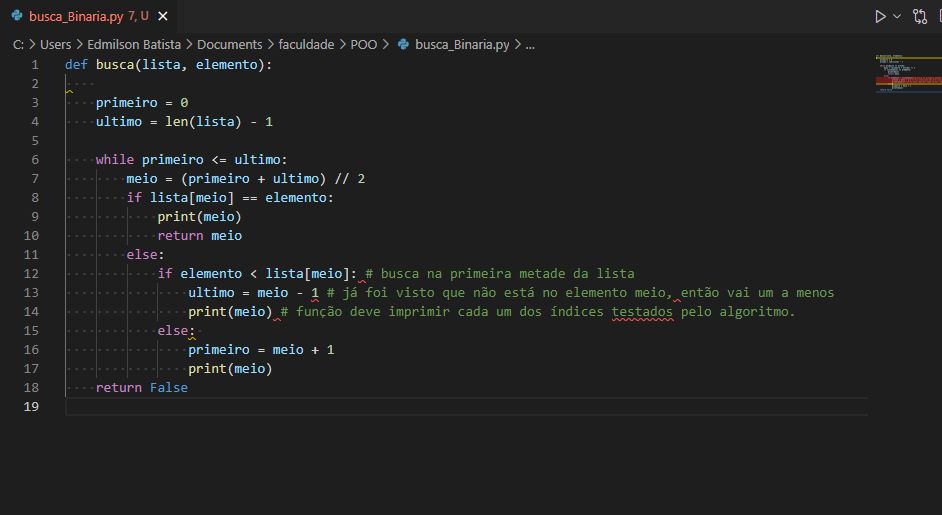 busca_Binaria.py 7, U
C: > Users > Edmilson Batista > Documents > faculdade > POO > busca_Binaria.py > ...
1 def busca(lista, elemento):
2
3 primeiro = 0
4 ultimo = len(lista) - 1
5
6 while primeiro <= ultimo:
7 meio = (primeiro + ultimo) // 2
8 if lista[meio] == elemento:
9 print(meio)
10 return meio
11 else:
12 if elemento < lista[meio]: # busca na primeira metade da lista
13 ultimo = meio - 1 # já foi visto que não está no elemento meio, então vai um a menos
14 print(meio) # função deve imprimir cada um dos índices testados pelo algoritmo.
15 else:
16 primeiro = meio + 1
17 print(meio)
18 return False
19